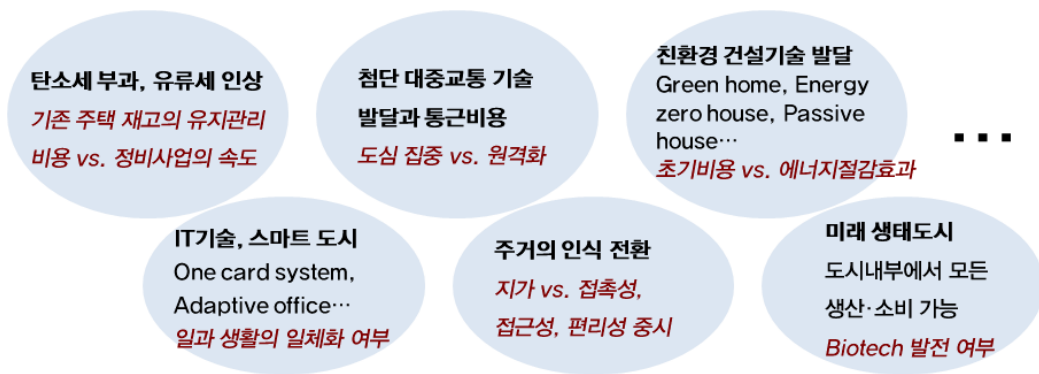 탄소세 부과, 유류세 인상
기존 주택 재고의 유지관리
비용 vs. 정비사업의 속도
첨단 대중교통 기술
발달과 통근비용
도심 집중 vs. 원격화
친환경 건설기술 발달
Green home, Energy
zero house, Passive
house…
초기비용 vs. 에너지절감효과
...
IT기술, 스마트 도시
One card system,
Adaptive office…
일과 생활의 일체화 여부
주거의 인식 전환
지가 vs. 접촉성,
접근성, 편리성 중시
미래 생태도시
도시내부에서 모든
생산·소비 가능
Biotech 발전 여부